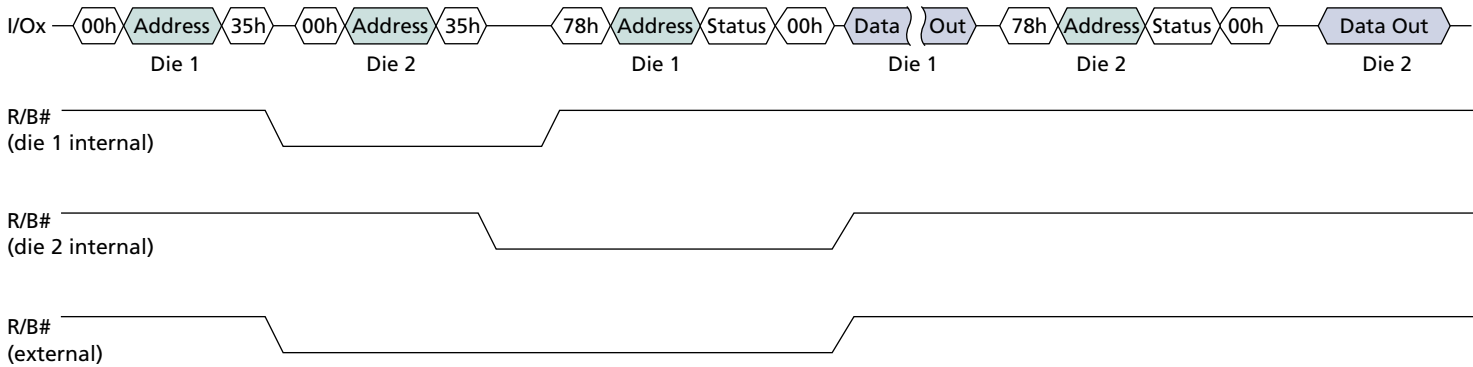 I/Ox 00h Address 35h 00h Address 35h 78h Address Status 00h Data Out 78h Address Status 00h Data Out
Die 1 Die 2 Die 1 Die 1 Die 2 Die 2
R/B#
(die 1 internal)
R/B#
(die 2 internal)
R/B#
(external)